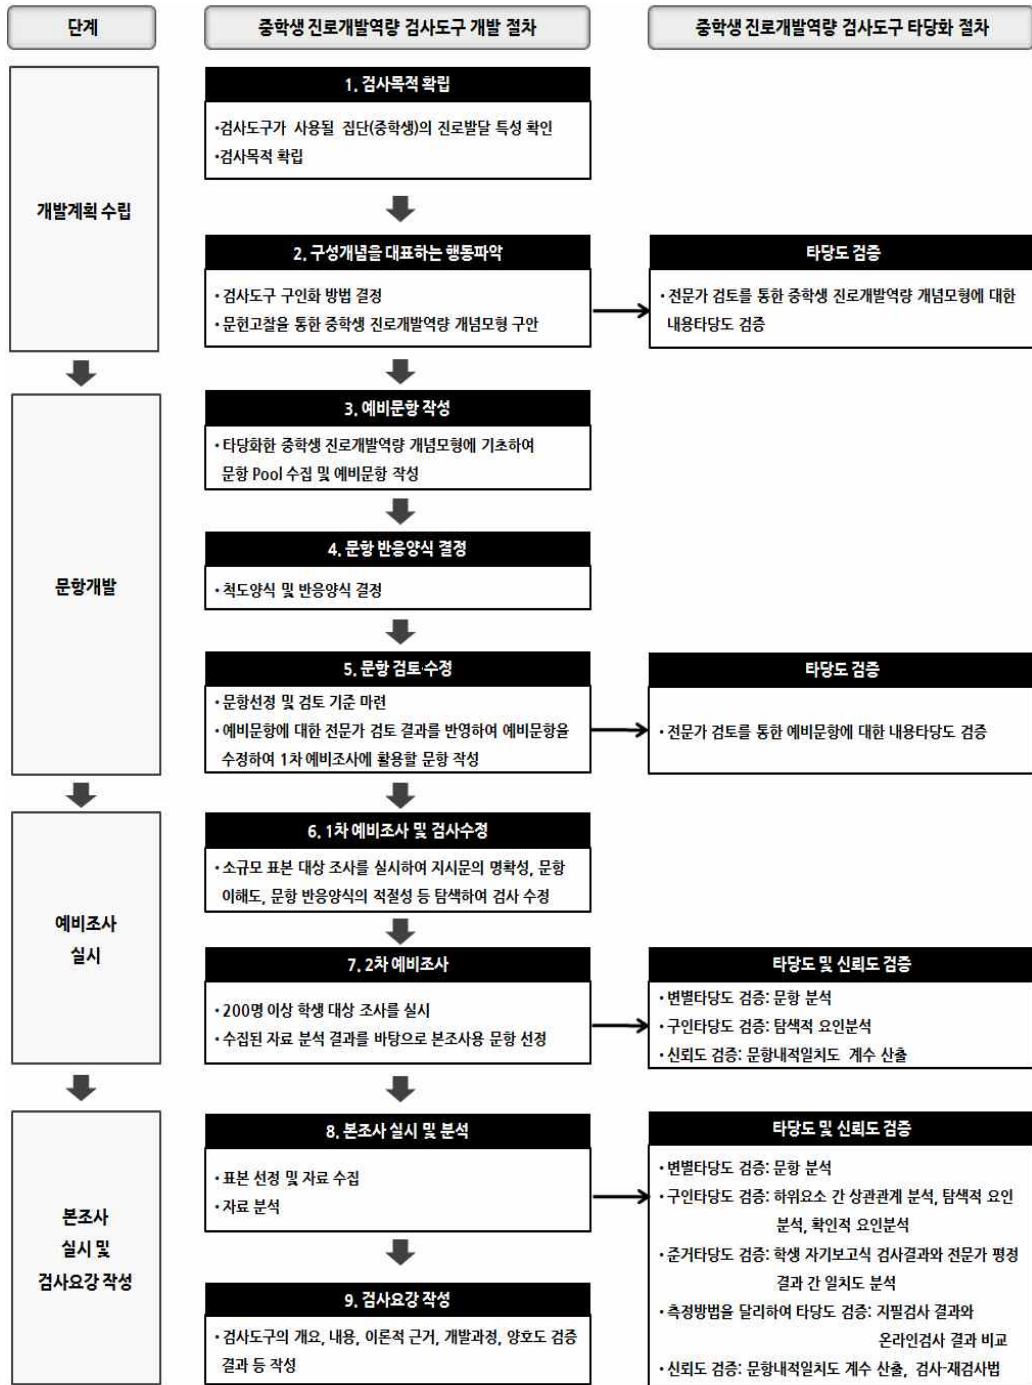 단계
중학생 진로개발역량 검사도구 개발 절차
중학생 진로개발역량 검사도구 타당화 절차
개발계획 수립
1. 검사목적 확립
•검사도구가 사용될 집단(중학생)의 진로발달 특성 확인
•검사목적 확립
2. 구성개념을 대표하는 행동파악
• 검사도구 구인화 방법 결정
• 문헌고찰을 통한 중학생 진로개발역량 개념모형 구안
타당도 검증
• 전문가 검토를 통한 중학생 진로개발역량 개념모형에 대한
내용타당도 검증
문항개발
3. 예비문항 작성
• 타당화한 중학생 진로개발역량 개념모형에 기초하여
문항 Pool 수집 및 예비문항 작성
4. 문항 반응양식 결정
• 척도양식 및 반응양식 결정
5. 문항 검토·수정
• 문항선정 및 검토 기준 마련
• 예비문항에 대한 전문가 검토 결과를 반영하여 예비문항을
수정하여 1차 예비조사에 활용할 문항 작성
타당도 검증
• 전문가 검토를 통한 예비문항에 대한 내용타당도 검증
예비조사
실시
6. 1차 예비조사 및 검사수정
• 소규모 표본 대상 조사를 실시하여 지시문의 명확성, 문항
이해도, 문항 반응양식의 적절성 등 탐색하여 검사 수정
7. 2차 예비조사
• 200명 이상 학생 대상 조사를 실시
• 수집된 자료 분석 결과를 바탕으로 본조사용 문항 선정
타당도 및 신뢰도 검증
• 변별타당도 검증: 문항 분석
• 구인타당도 검증: 탐색적 요인분석
• 신뢰도 검증: 문항내적일치도 계수 산출
본조사
실시 및
검사요강 작성
8. 본조사 실시 및 분석
• 표본 선정 및 자료 수집
• 자료 분석
9. 검사요강 작성
• 검사도구의 개요, 내용, 이론적 근거, 개발과정, 양호도 검증
결과 등 작성
타당도 및 신뢰도 검증
• 변별타당도 검증: 문항 분석
• 구인타당도 검증: 하위요소 간 상관관계 분석, 탐색적 요인
분석, 확인적 요인분석
• 준거타당도 검증: 학생 자기보고식 검사결과와 전문가 평정
결과 간 일치도 분석
• 측정방법을 달리하여 타당도 검증: 지필검사 결과와
온라인검사 결과 비교
• 신뢰도 검증: 문항내적일치도 계수 산출, 검사-재검사법